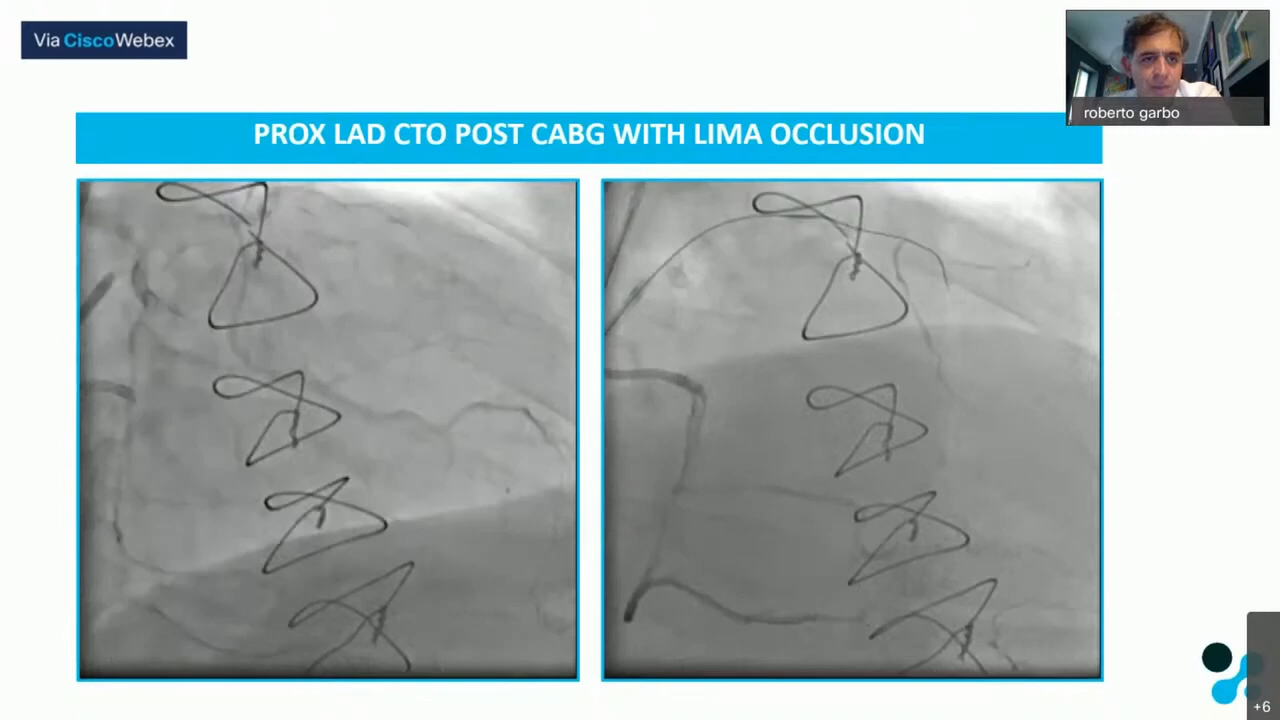 Via CiscoWebex
roberto garbo
PROX LAD CTO POST CABG WITH LIMA OCCLUSION
+6